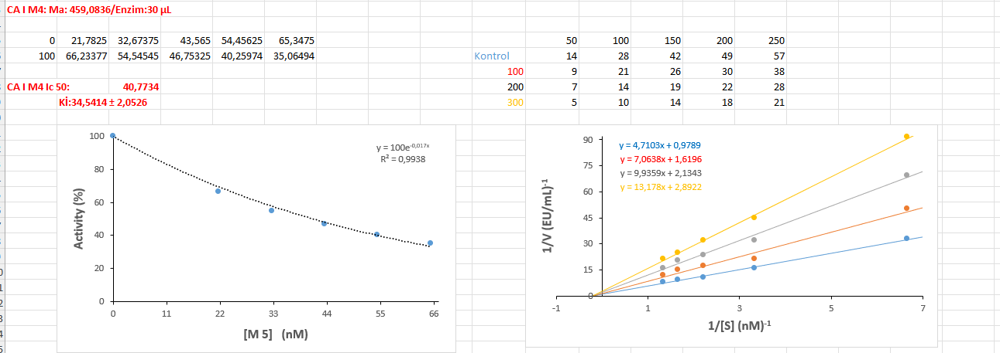 CA I M4: Ma: 459,0836/Enzim:30 µL
0 21,7825 32,67375 43,565 54,45625 65,3475 50 100 150 200 250
100 66,23377 54,54545 46,75325 40,25974 35,06494 Kontrol 14 28 42 49 57
100 9 21 26 30 38
CA I M4 Ic 50: 40,7734 200 7 14 19 22 28
Kİ:34,5414 ± 2,0526 300 5 10 14 18 21
y = 100e-0,017x
R² = 0,9938
Activity (%)
100
80
60
40
20
0
0 11 22 33 44 55 66
[M 5] (nM)
y = 4,7103x + 0,9789
y = 7,0638x + 1,6196
y = 9,9359x + 2,1343
y = 13,178x + 2,8922
1/V (EU/mL)-1
90
75
60
45
30
15
0
-1 1 3 5 7
1/[S] (nM)-1